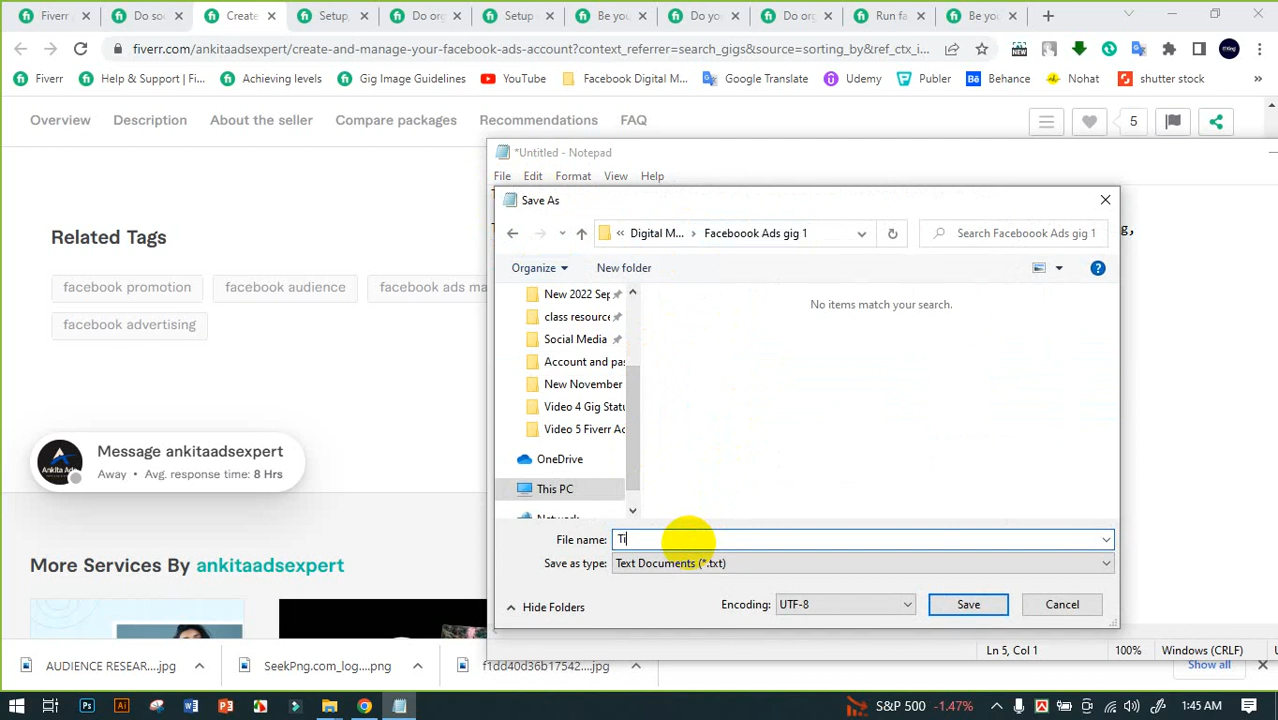 Fiverr
Do so
Create
Setup,
Do org
Setup
Be you
Do yo
Do org
Run fa
Be you
fiverr.com/ankitaadsexpert/create-and-manage-your-facebook-ads-account?context_referrer=search_gigs&source=sorting_by&ref_ctx_i...
Fiverr
Help & Support | Fi...
Achieving levels
Gig Image Guidelines
YouTube
Facebook Digital M...
Google Translate
Udemy
Publer
Behance
Nohat
shutter stock
Overview
Description
About the seller
Compare packages
Recommendations
FAQ
5
*Untitled - Notepad
File Edit Format View Help
Save As
Digital M... Faceboook Ads gig 1
Search Faceboook Ads gig 1
Organize
New folder
New 2022 Sep
class resource
Social Media
Account and pa
New November
Video 4 Gig Statu
Video 5 Fiverr Ac
OneDrive
This PC
Network
No items match your search.
File name: Ti
Save as type: Text Documents (*.txt)
Hide Folders
Encoding: UTF-8
Save
Cancel
Ln 5, Col 1
100%
Windows (CRLF)
Related Tags
facebook promotion
facebook audience
facebook ads ma
facebook advertising
Message ankitaadsexpert
Away • Avg. response time: 8 Hrs
More Services By ankitaadsexpert
AUDIENCE RESEAR....jpg
SeekPng.com_log....png
f1dd40d36b17542....jpg
Show all
S&P 500 -1.47%
1:45 AM